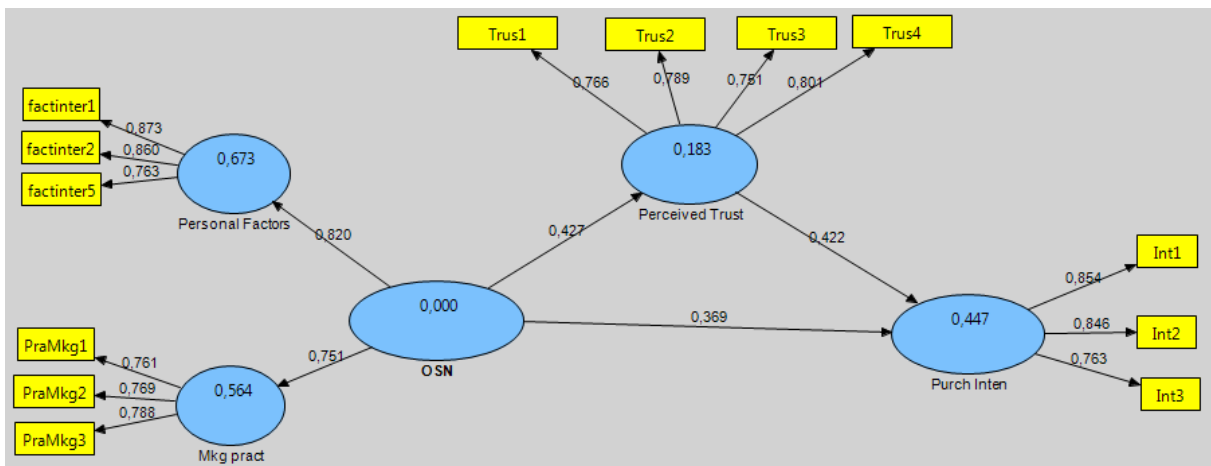 Trus1
Trus2
Trus3
Trus4
0,766
0,789
0,751
0,801
factinter1
factinter2
factinter5
0,873
0,860
0,763
0,673
Personal Factors
0,183
Perceived Trust
0,820
0,427
0,422
0,000
OSN
0,369
0,751
PraMkg1
PraMkg2
PraMkg3
0,761
0,769
0,788
0,564
Mkg pract
0,447
Purch Inten
0,854
0,846
0,763
Int1
Int2
Int3